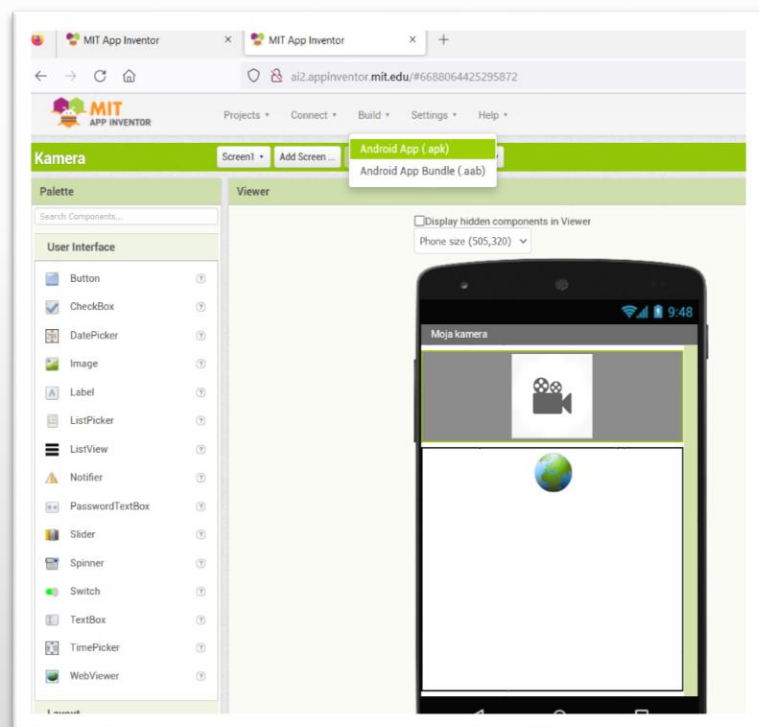 MIT App Inventor × MIT App Inventor × +
ai2.appinventor.mit.edu/#6688064425295872
MIT
APP INVENTOR
Projects Connect Build Settings Help
Kamera Screen1 Add Screen ...
Android App (.apk)
Android App Bundle (.aab)
Palette Viewer
Search Components...
Display hidden components in Viewer
User Interface
Phone size (505,320)
Button
CheckBox
DatePicker
Image
Label
ListPicker
ListView
Notifier
PasswordTextBox
Slider
Spinner
Switch
TextBox
TimePicker
WebViewer
9:48
Moja kamera